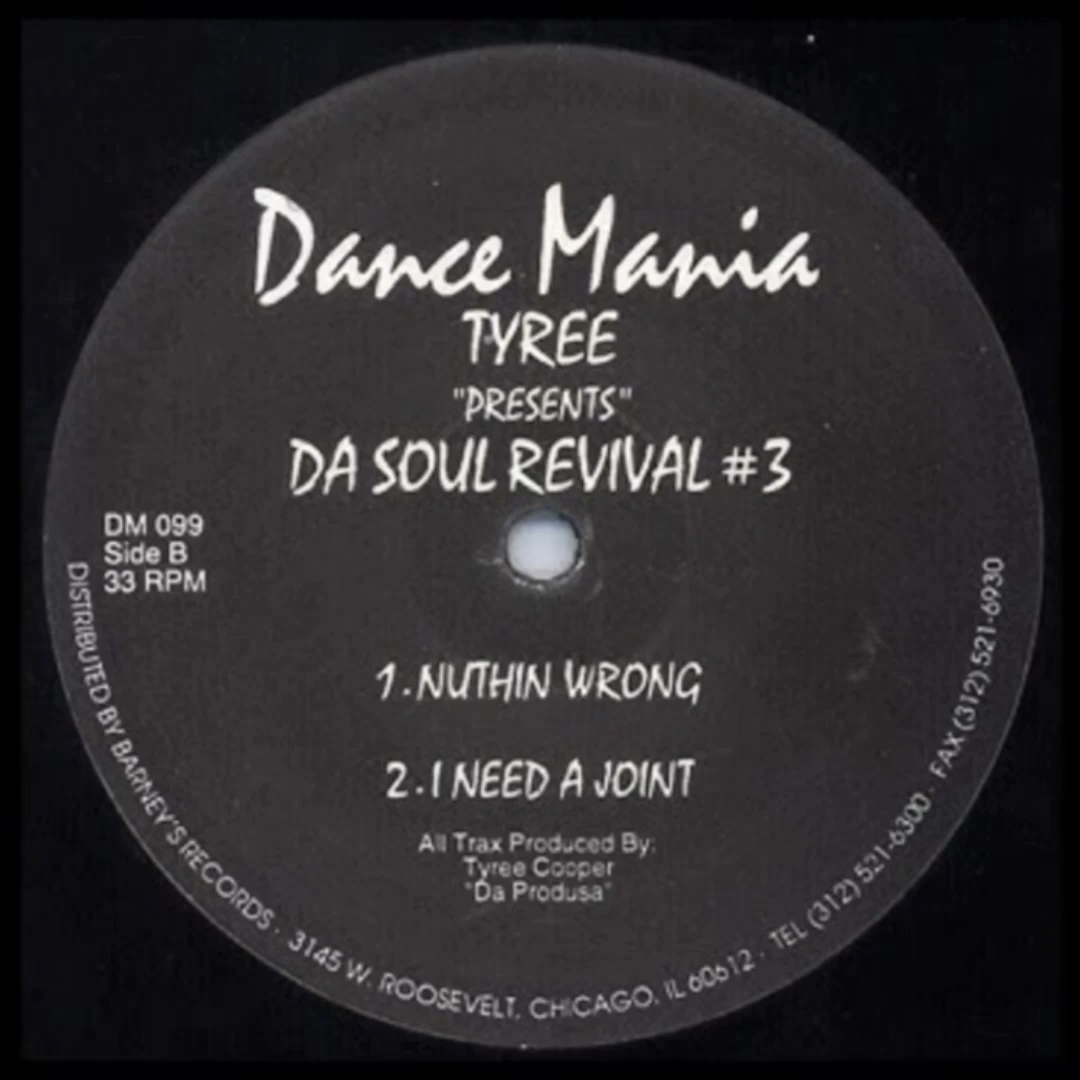 Dance Mania
TYREE
"PRESENTS"
DA SOUL REVIVAL #3
DM 099
Side B
33 RPM
1. NUTHIN WRONG
2. I NEED A JOINT
All Trax Produced By:
Tyree Cooper
"Da Produsa"
DISTRIBUTED BY BARNEY'S RECORDS · 3145 W. ROOSEVELT, CHICAGO, IL 60612 · TEL (312) 521-6300 · FAX (312) 521-6930